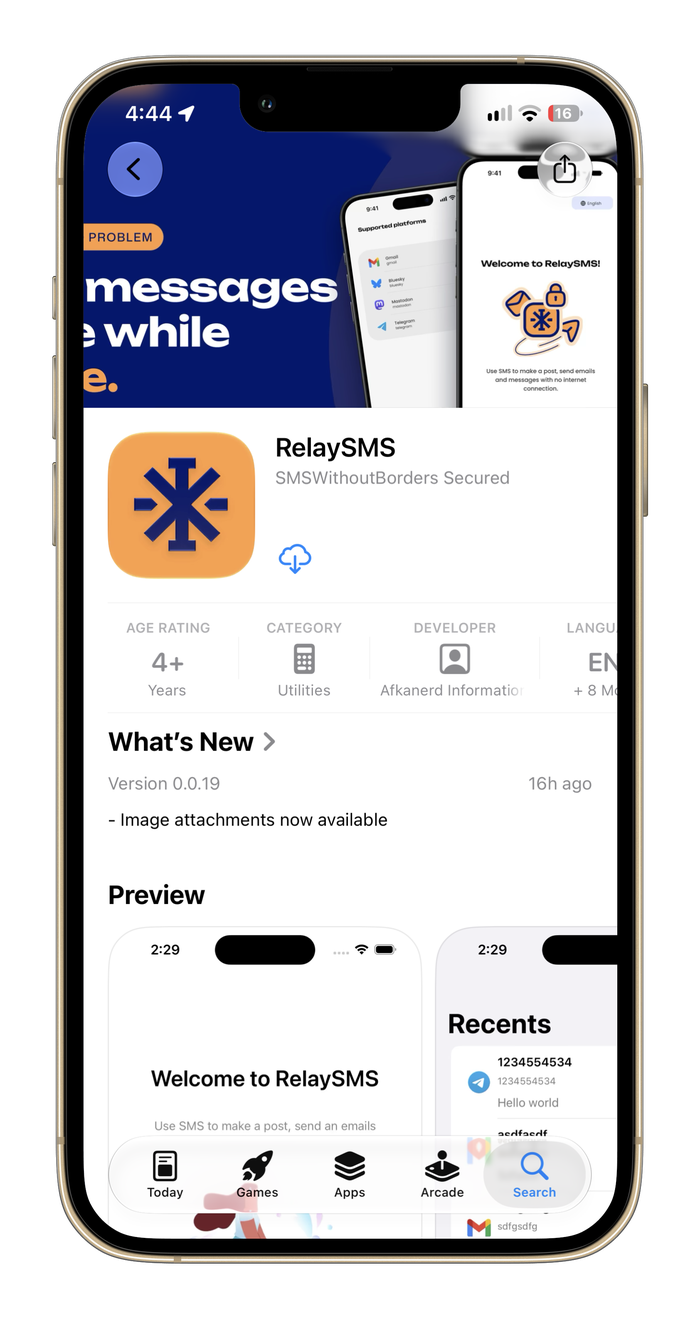 4:44
16
9:41
9:41
English
PROBLEM
Supported platforms
Gmail
gmail
Bluesky
bluesky
Mastodon
mastodon
Telegram
telegram
messages
e while
e.
Welcome to RelaySMS!
Use SMS to make a post, send emails
and messages with no internet
connection.
RelaySMS
SMSWithoutBorders Secured
AGE RATING
CATEGORY
DEVELOPER
LANGU
4+
EN
Years
Utilities
Afkanerd Informatio
+ 8 Mo
What's New
Version 0.0.19
16h ago
- Image attachments now available
Preview
2:29
2:29
Welcome to RelaySMS
Use SMS to make a post, send an emails
Recents
1234554534
1234554534
Hello world
asdfasdf
sdfgsdfg
Today
Games
Apps
Arcade
Search